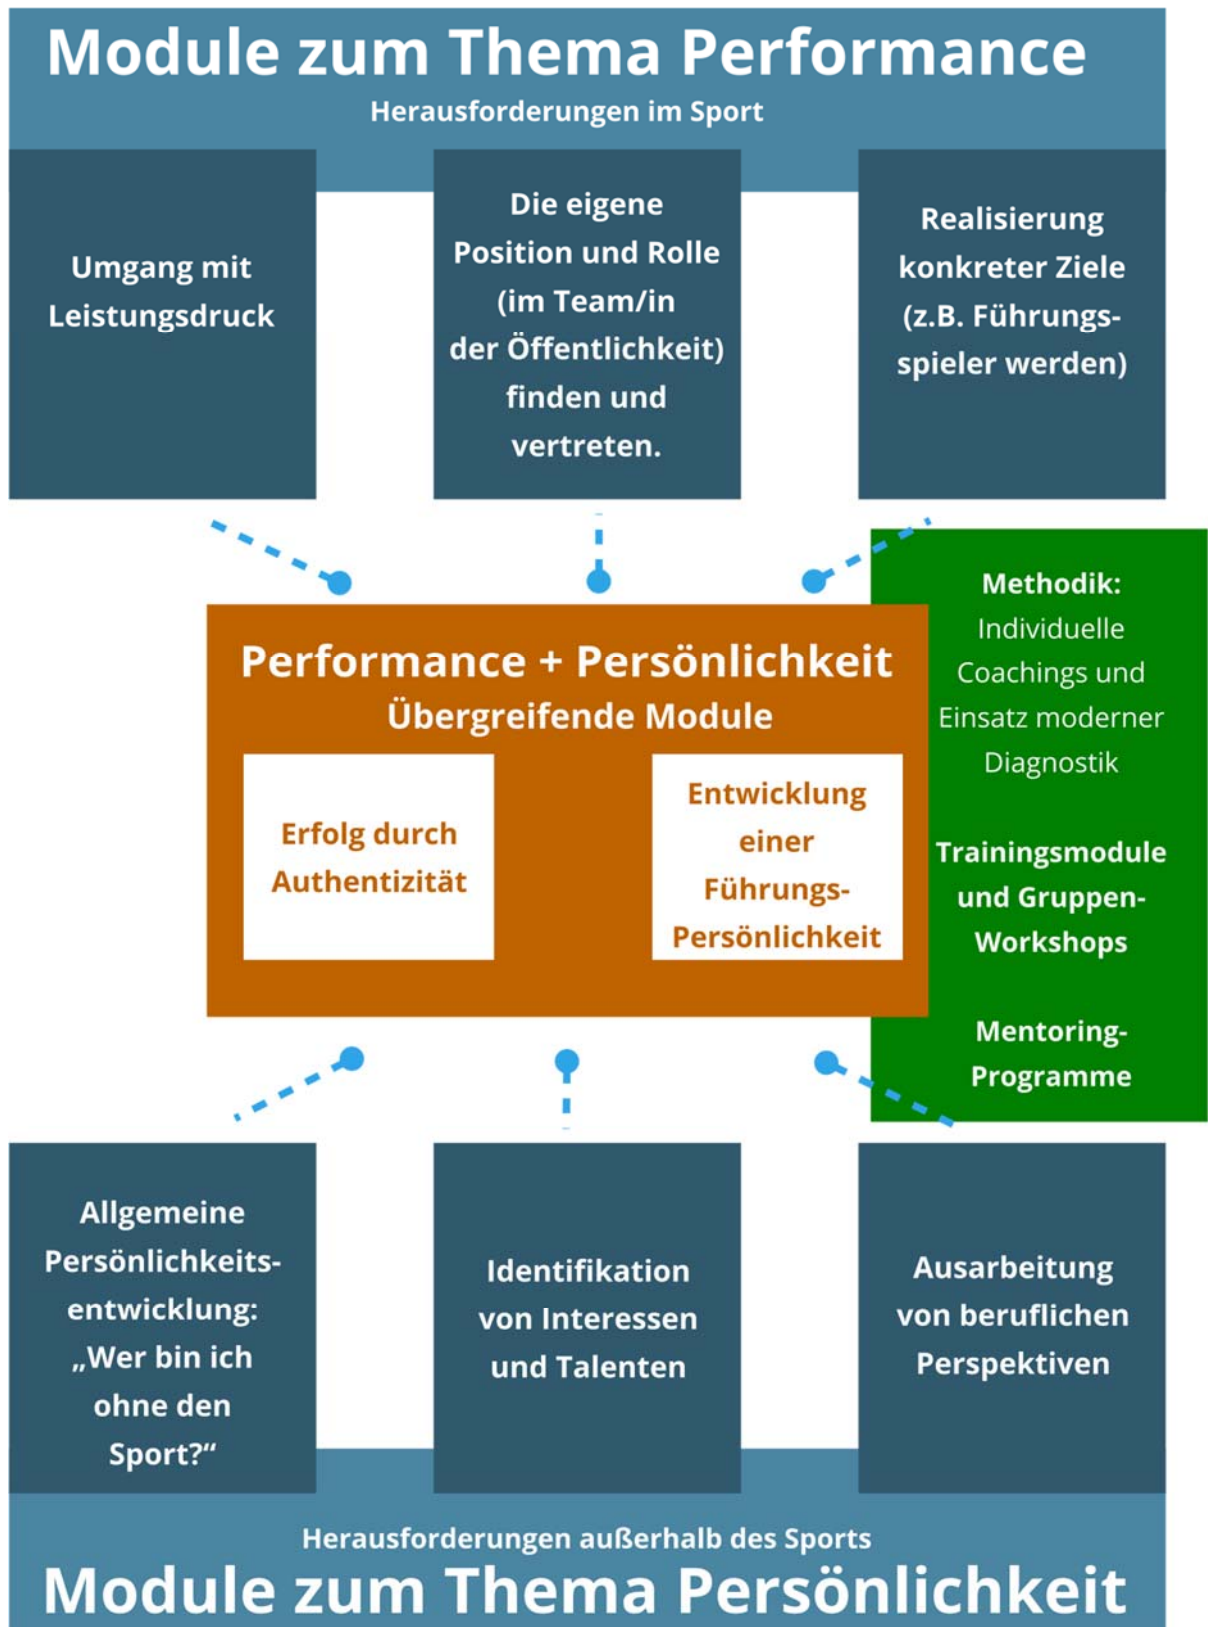 Module zum Thema Performance
Herausforderungen im Sport
Umgang mit
Leistungsdruck
Die eigene
Position und Rolle
(im Team/in
der Öffentlichkeit)
finden und
vertreten.
Realisierung
konkreter Ziele
(z.B. Führungs-
spieler werden)
Performance + Persönlichkeit
Übergreifende Module
Erfolg durch
Authentizität
Entwicklung
einer
Führungs-
Persönlichkeit
Methodik:
Individuelle
Coachings und
Einsatz moderner
Diagnostik
Trainingsmodule
und Gruppen-
Workshops
Mentoring-
Programme
Allgemeine
Persönlichkeits-
entwicklung:
„Wer bin ich
ohne den
Sport?“
Identifikation
von Interessen
und Talenten
Ausarbeitung
von beruflichen
Perspektiven
Herausforderungen außerhalb des Sports
Module zum Thema Persönlichkeit